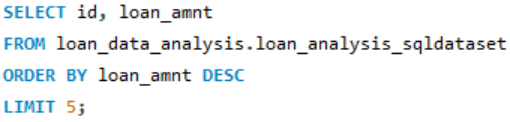 SELECT id, loan_amnt
FROM loan_data_analysis.loan_analysis_sqldataset
ORDER BY loan_amnt DESC
LIMIT 5;